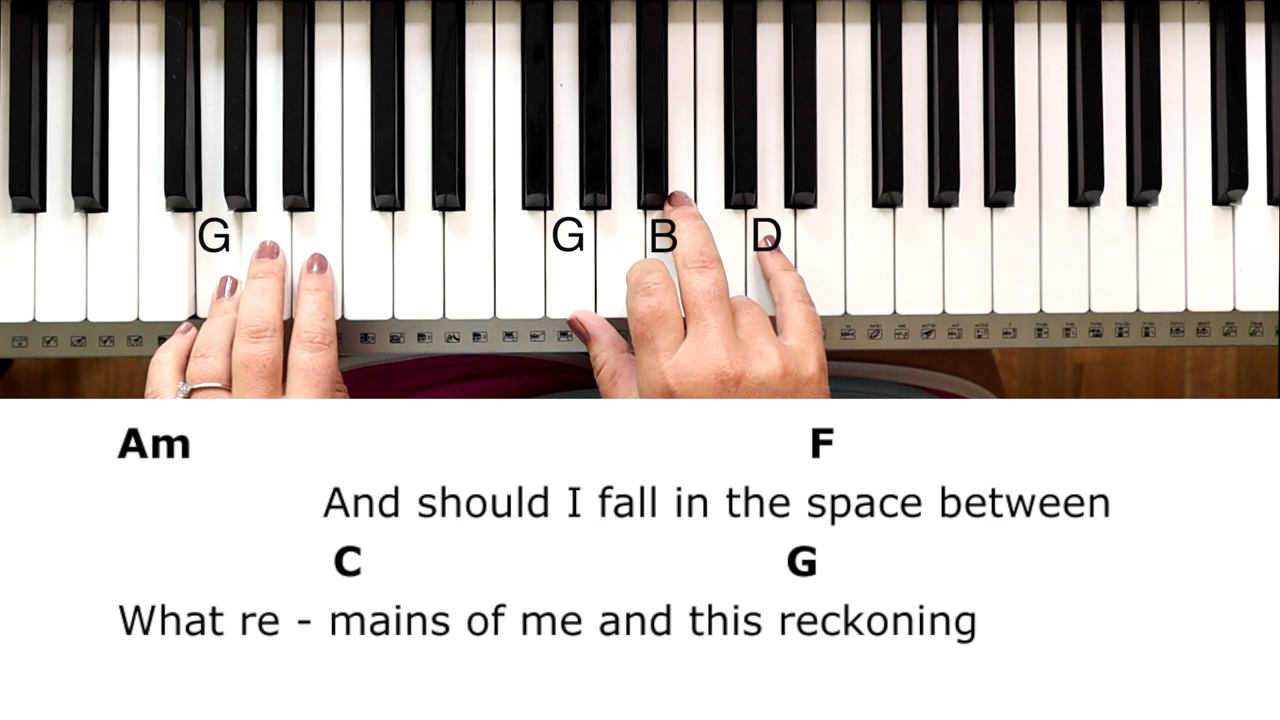 G G B D
Am F
And should I fall in the space between
C G
What re - mains of me and this reckoning